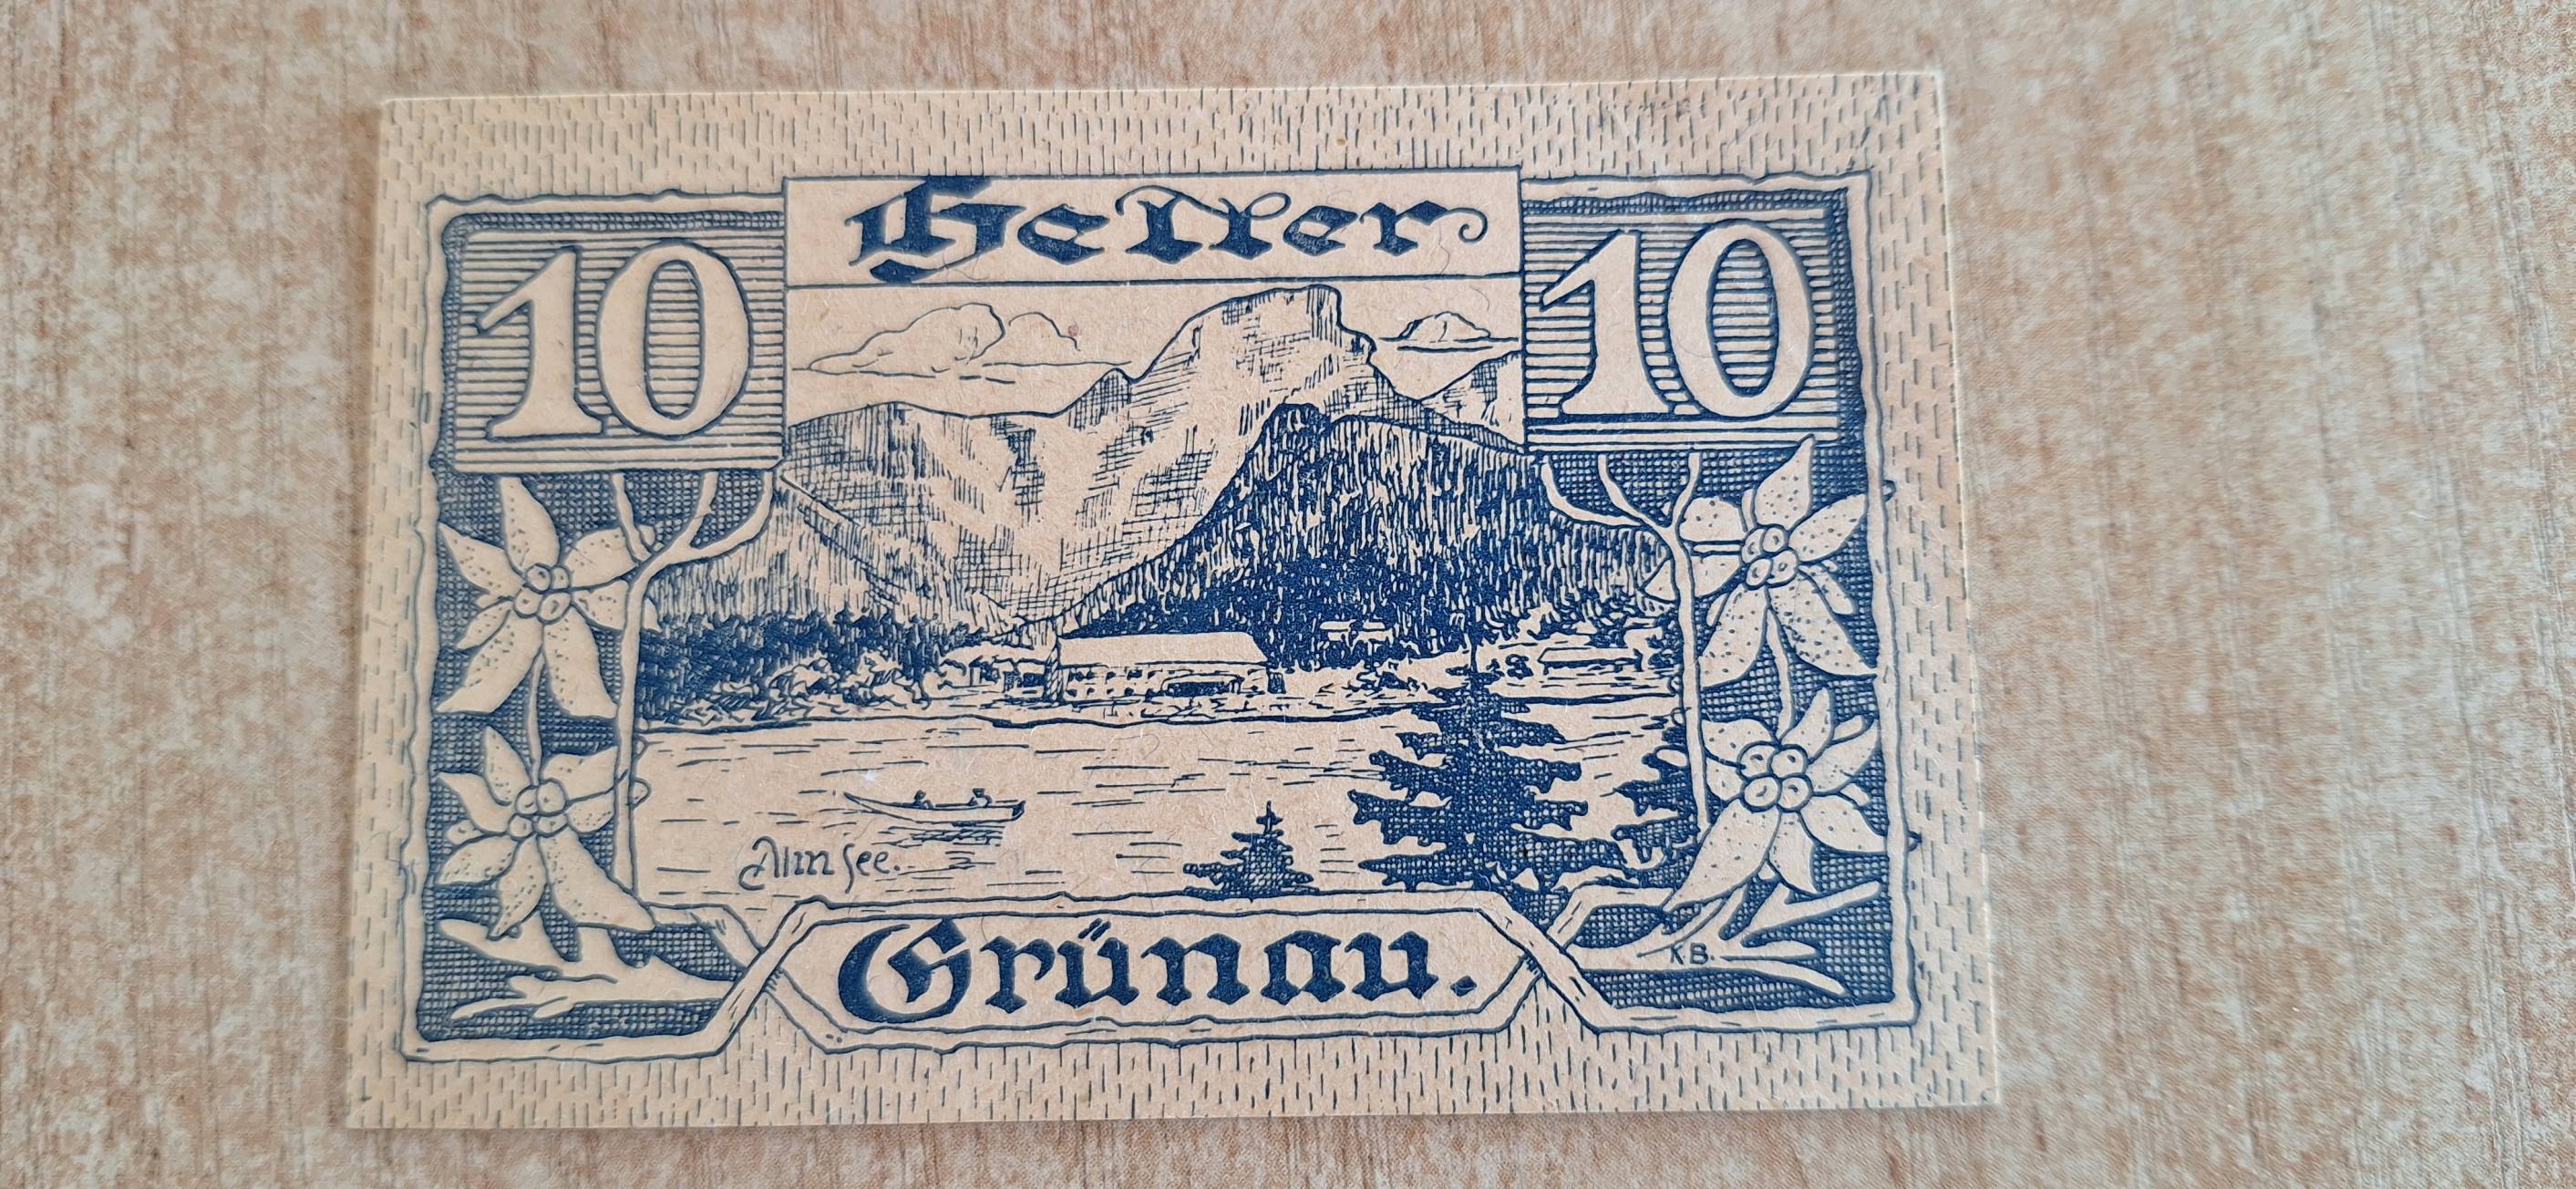 Heller
10
10
Almsee.
Grünau.
K.B.